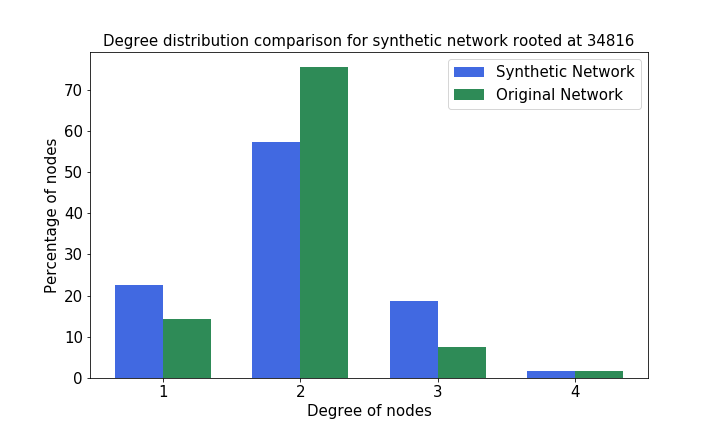 Degree distribution comparison for synthetic network rooted at 34816
Synthetic Network
Original Network
Percentage of nodes
70
60
50
40
30
20
10
0
1 2 3 4
Degree of nodes